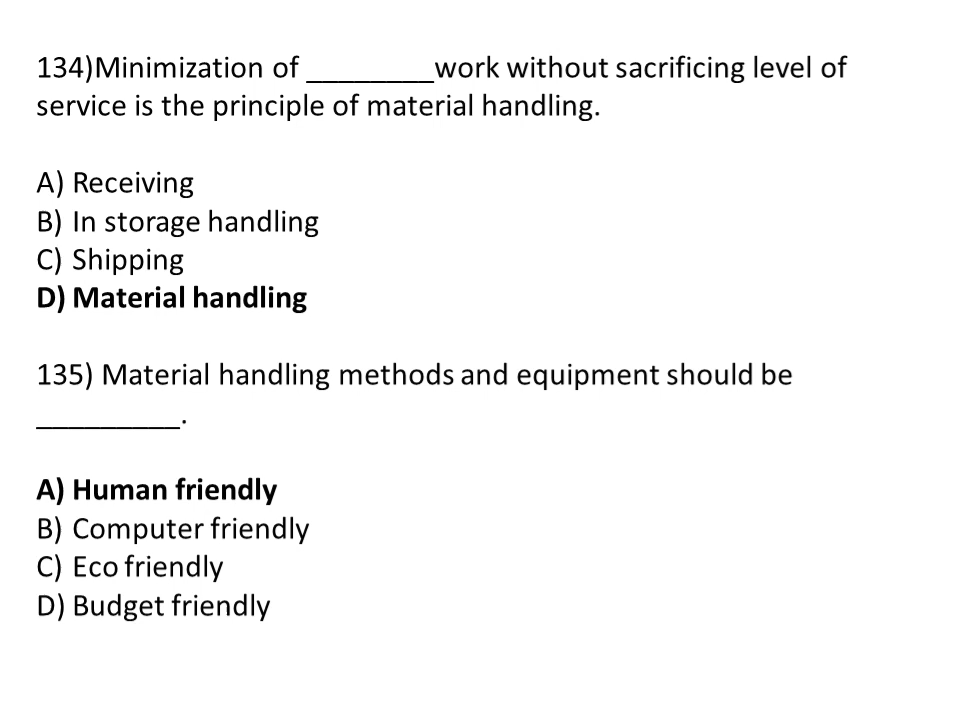 134)Minimization of ________work without sacrificing level of
service is the principle of material handling.
A) Receiving
B) In storage handling
C) Shipping
D) Material handling
135) Material handling methods and equipment should be
_________.
A) Human friendly
B) Computer friendly
C) Eco friendly
D) Budget friendly